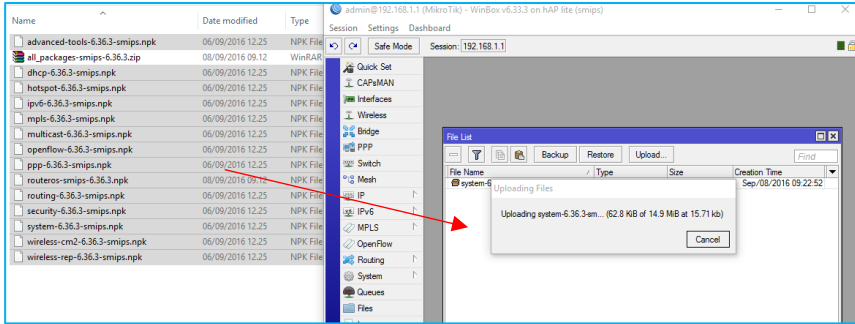 Name Date modified Type
advanced-tools-6.36.3-smips.npk 06/09/2016 12.25 NPK File
all_packages-smips-6.36.3.zip 08/09/2016 09.12 WinRAR
dhcp-6.36.3-smips.npk 06/09/2016 12.25 NPK File
hotspot-6.36.3-smips.npk 06/09/2016 12.25 NPK File
ipv6-6.36.3-smips.npk 06/09/2016 12.25 NPK File
mpls-6.36.3-smips.npk 06/09/2016 12.25 NPK File
multicast-6.36.3-smips.npk 06/09/2016 12.25 NPK File
openflow-6.36.3-smips.npk 06/09/2016 12.25 NPK File
ppp-6.36.3-smips.npk 06/09/2016 12.25 NPK File
routeros-smips-6.36.3.npk 08/09/2016 09.12 NPK File
routing-6.36.3-smips.npk 06/09/2016 12.25 NPK File
security-6.36.3-smips.npk 06/09/2016 12.25 NPK File
system-6.36.3-smips.npk 06/09/2016 12.25 NPK File
wireless-cm2-6.36.3-smips.npk 06/09/2016 12.25 NPK File
wireless-rep-6.36.3-smips.npk 06/09/2016 12.25 NPK File
admin@192.168.1.1 (MikroTik) - WinBox v6.33.3 on hAP lite (smips)
Session Settings Dashboard
Safe Mode Session: 192.168.1.1
Quick Set
CAPsMAN
Interfaces
Wireless
Bridge
PPP
Switch
Mesh
IP
IPv6
MPLS
OpenFlow
Routing
System
Queues
Files
File List
Backup Restore Upload... Find
File Name Type Size Creation Time
system-6 Sep/08/2016 09:22:52
Uploading Files
Uploading system-6.36.3-sm... (62.8 KiB of 14.9 MiB at 15.71 kb)
Cancel